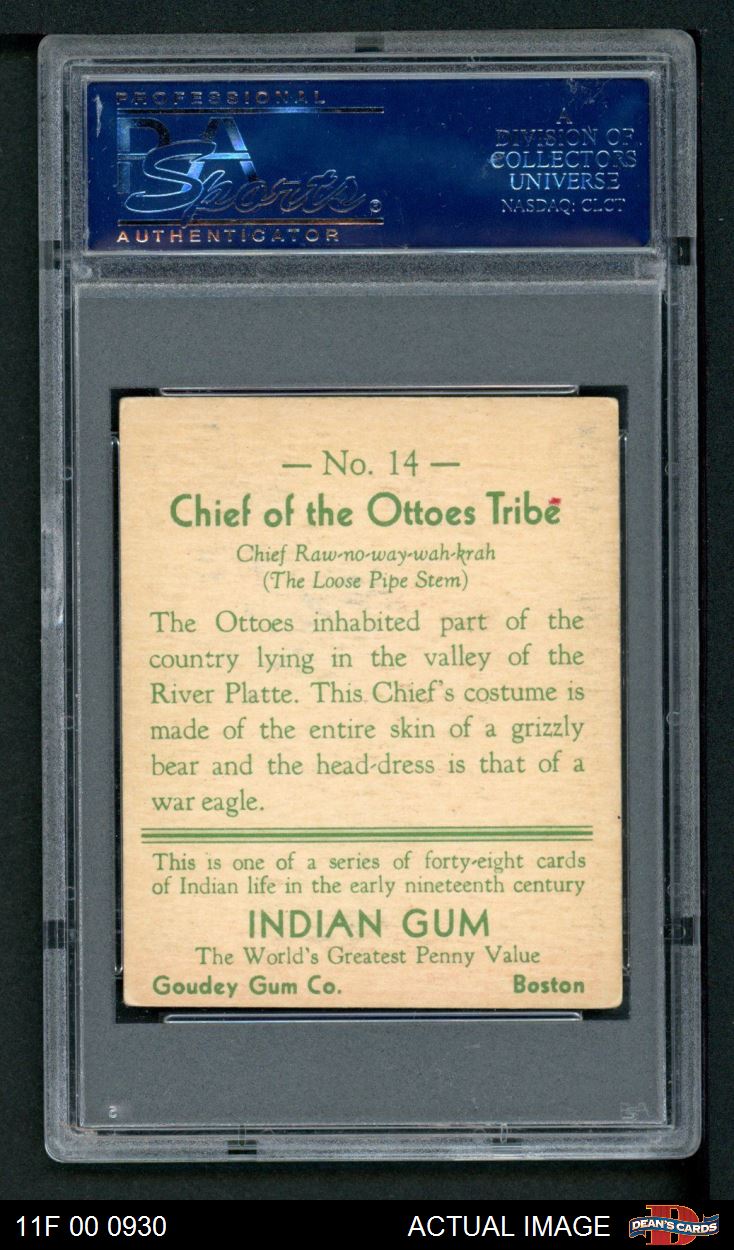 PROFESSIONAL
PSA
Sports
AUTHENTICATOR
A
DIVISION OF
COLLECTORS
UNIVERSE
NASDAQ: CLCT
— No. 14 —
Chief of the Ottoes Tribe
Chief Raw-no-way-wah-krah
(The Loose Pipe Stem)
The Ottoes inhabited part of the
country lying in the valley of the
River Platte. This Chief's costume is
made of the entire skin of a grizzly
bear and the head-dress is that of a
war eagle.
This is one of a series of forty-eight cards
of Indian life in the early nineteenth century
INDIAN GUM
The World's Greatest Penny Value
Goudey Gum Co. Boston
PSA
11F 00 0930 ACTUAL IMAGE DEAN'S CARDS